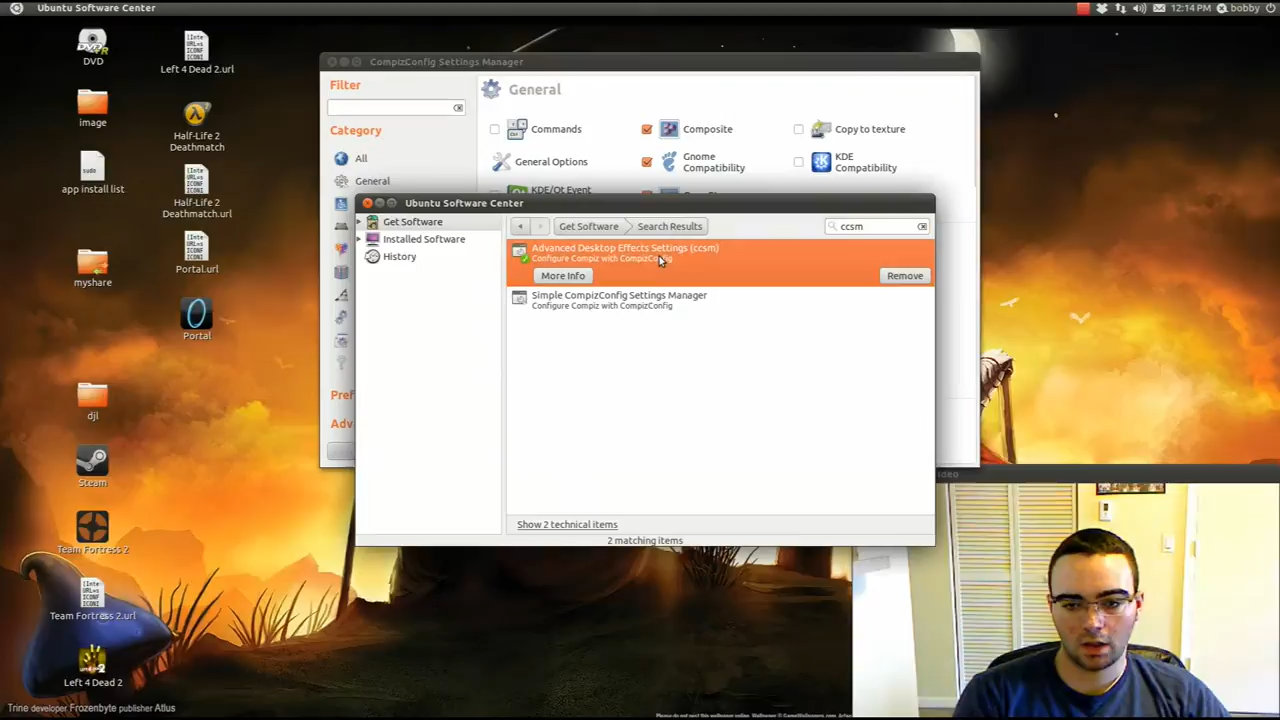 Ubuntu Software Center
12:14 PM
bobby
DVD
Left 4 Dead 2.url
image
Half-Life 2
Deathmatch
app install list
Half-Life 2
Deathmatch.url
myshare
Portal.url
Portal
djl
Steam
Team Fortress 2
Team Fortress 2.url
Left 4 Dead 2
Trine developer Frozenbyte publisher Atlus
CompizConfig Settings Manager
Filter
Category
All
General
Pref
Adv
General
Commands
Composite
Copy to texture
General Options
Gnome
Compatibility
KDE
Compatibility
KDE/Qt Event
Ubuntu Software Center
Get Software
Installed Software
History
Get Software
Search Results
ccsm
Advanced Desktop Effects Settings (ccsm)
Configure Compiz with CompizConfig
More Info
Remove
Simple CompizConfig Settings Manager
Configure Compiz with CompizConfig
Show 2 technical items
2 matching items
ideo